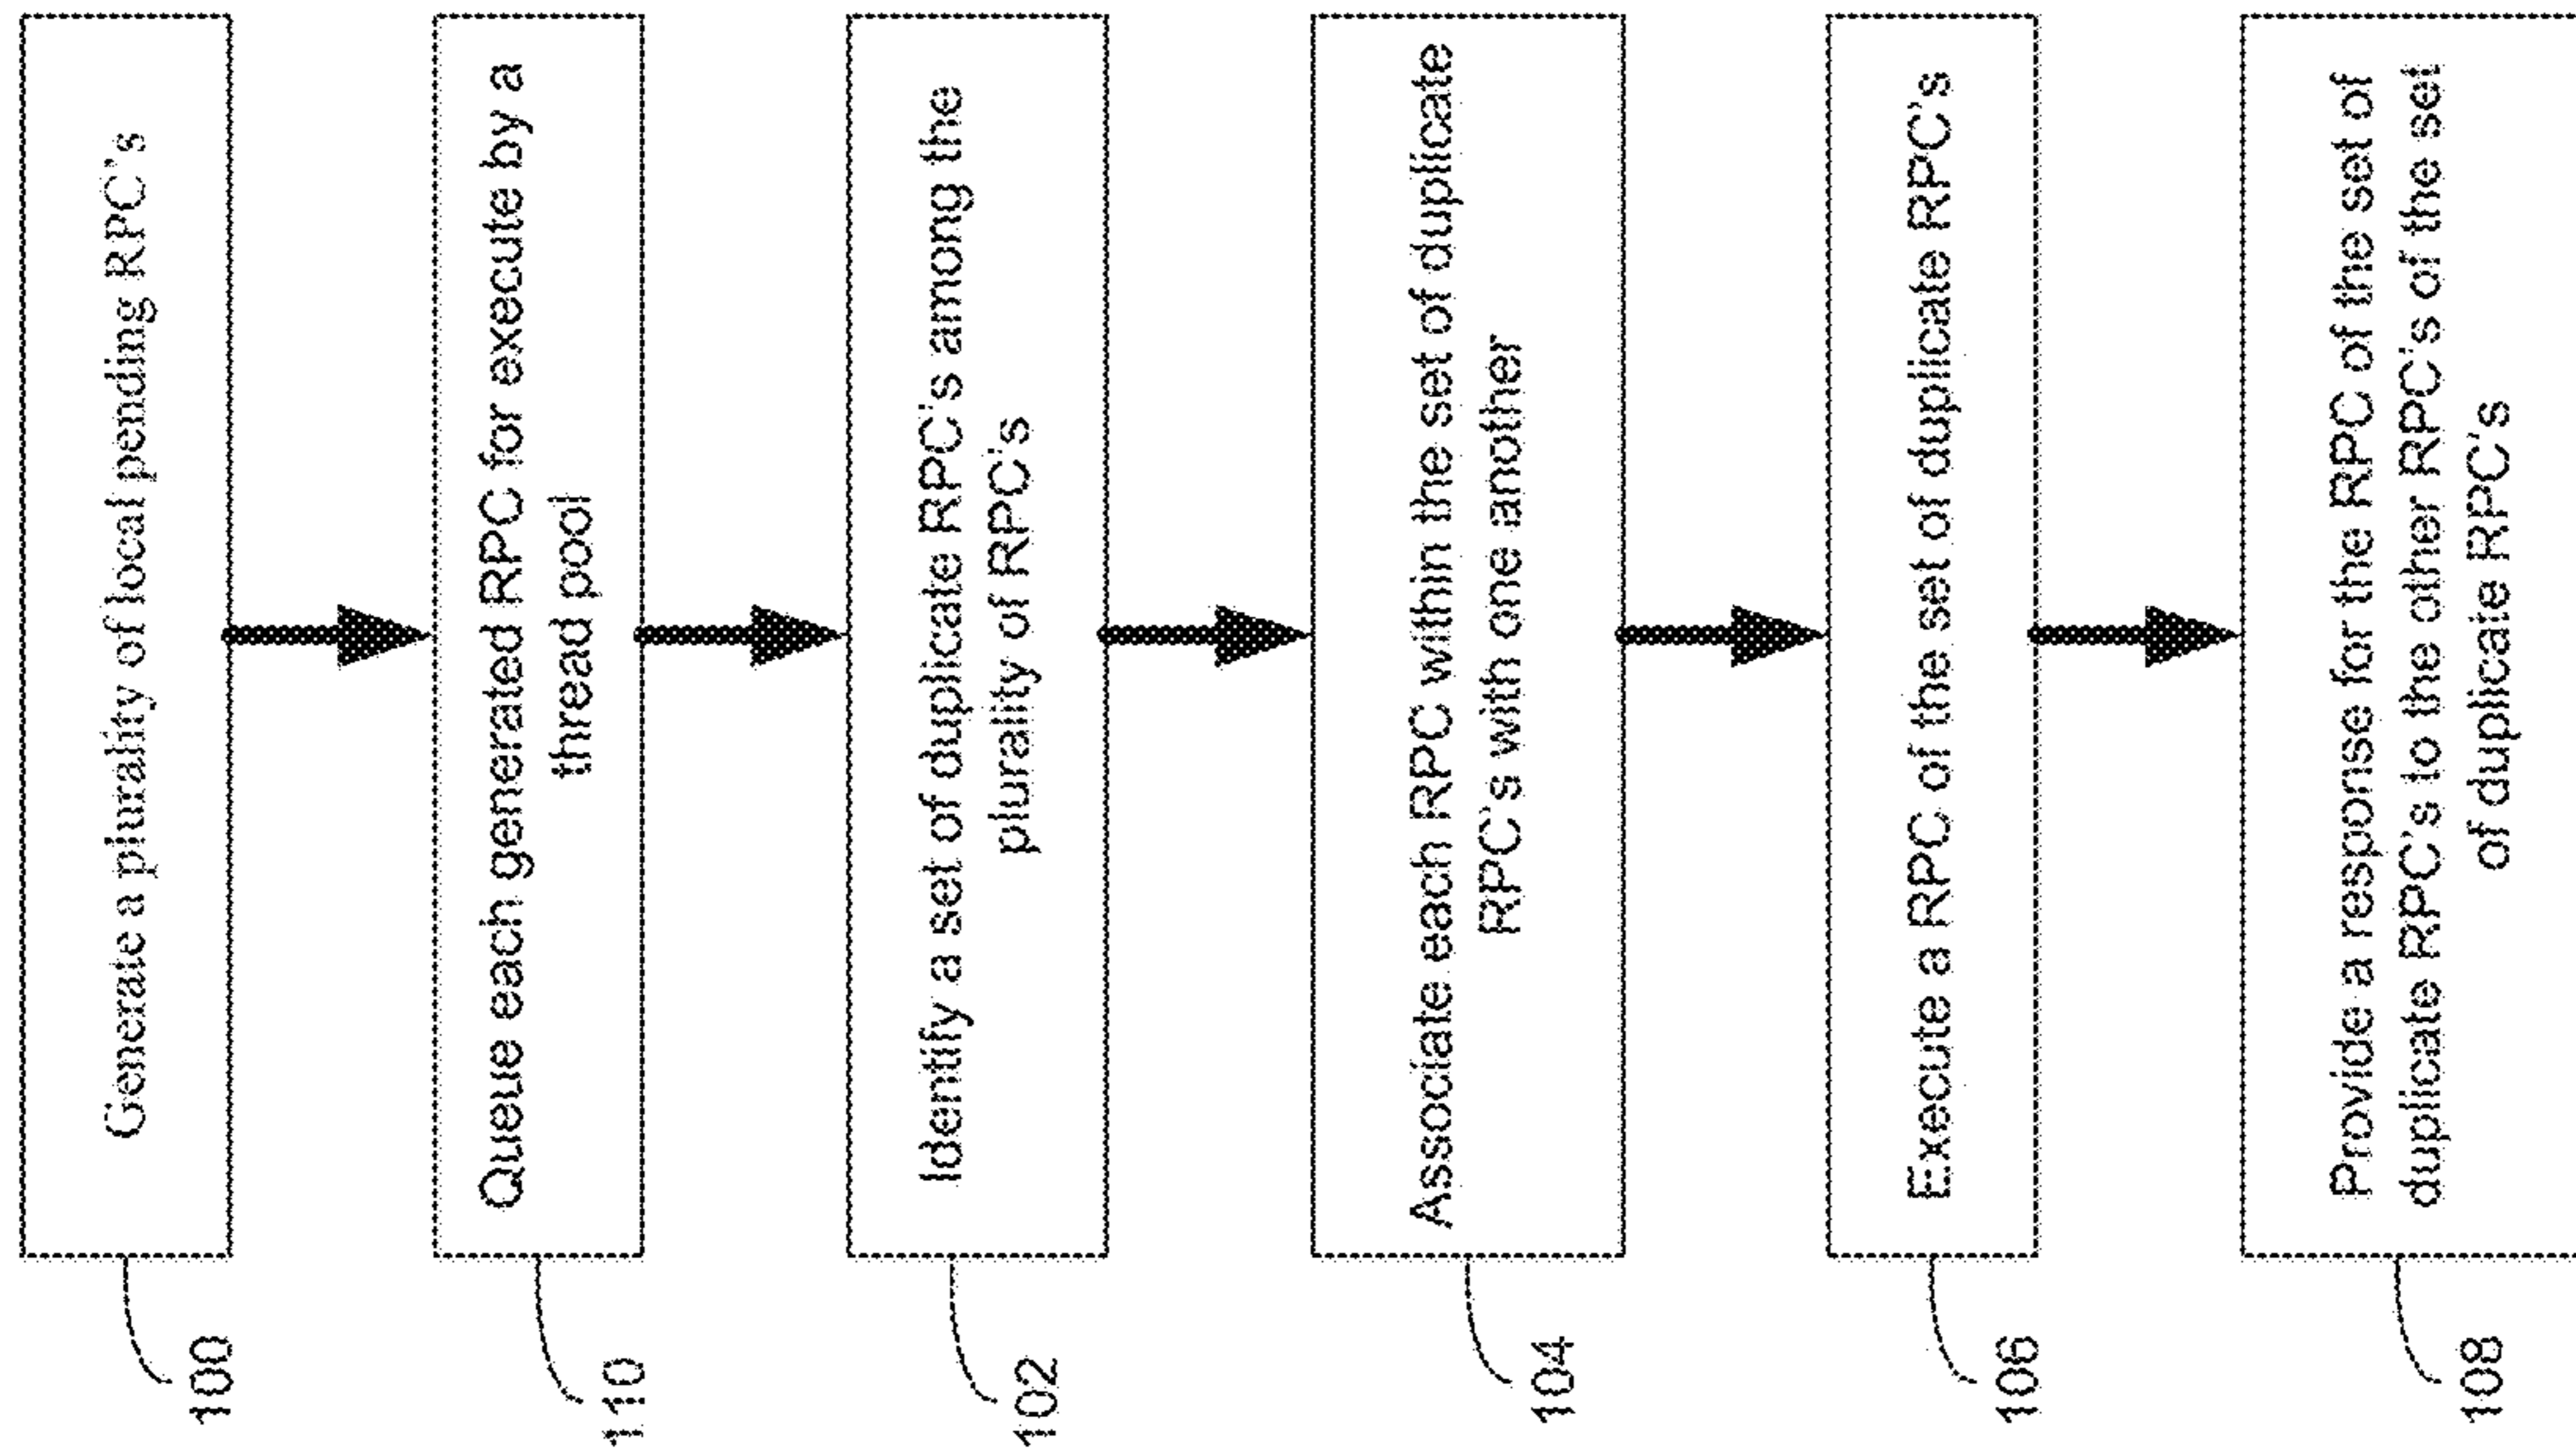 Generate a plurality of local pending RPC's
100
Queue each generated RPC for execute by a
thread pool
110
Identify a set of duplicate RPC's among the
plurality of RPC's
102
Associate each RPC within the set of duplicate
RPC's with one another
104
Execute a RPC of the set of duplicate RPC's
106
Provide a response for the RPC of the set of
duplicate RPC's to the other RPC's of the set
of duplicate RPC's
108